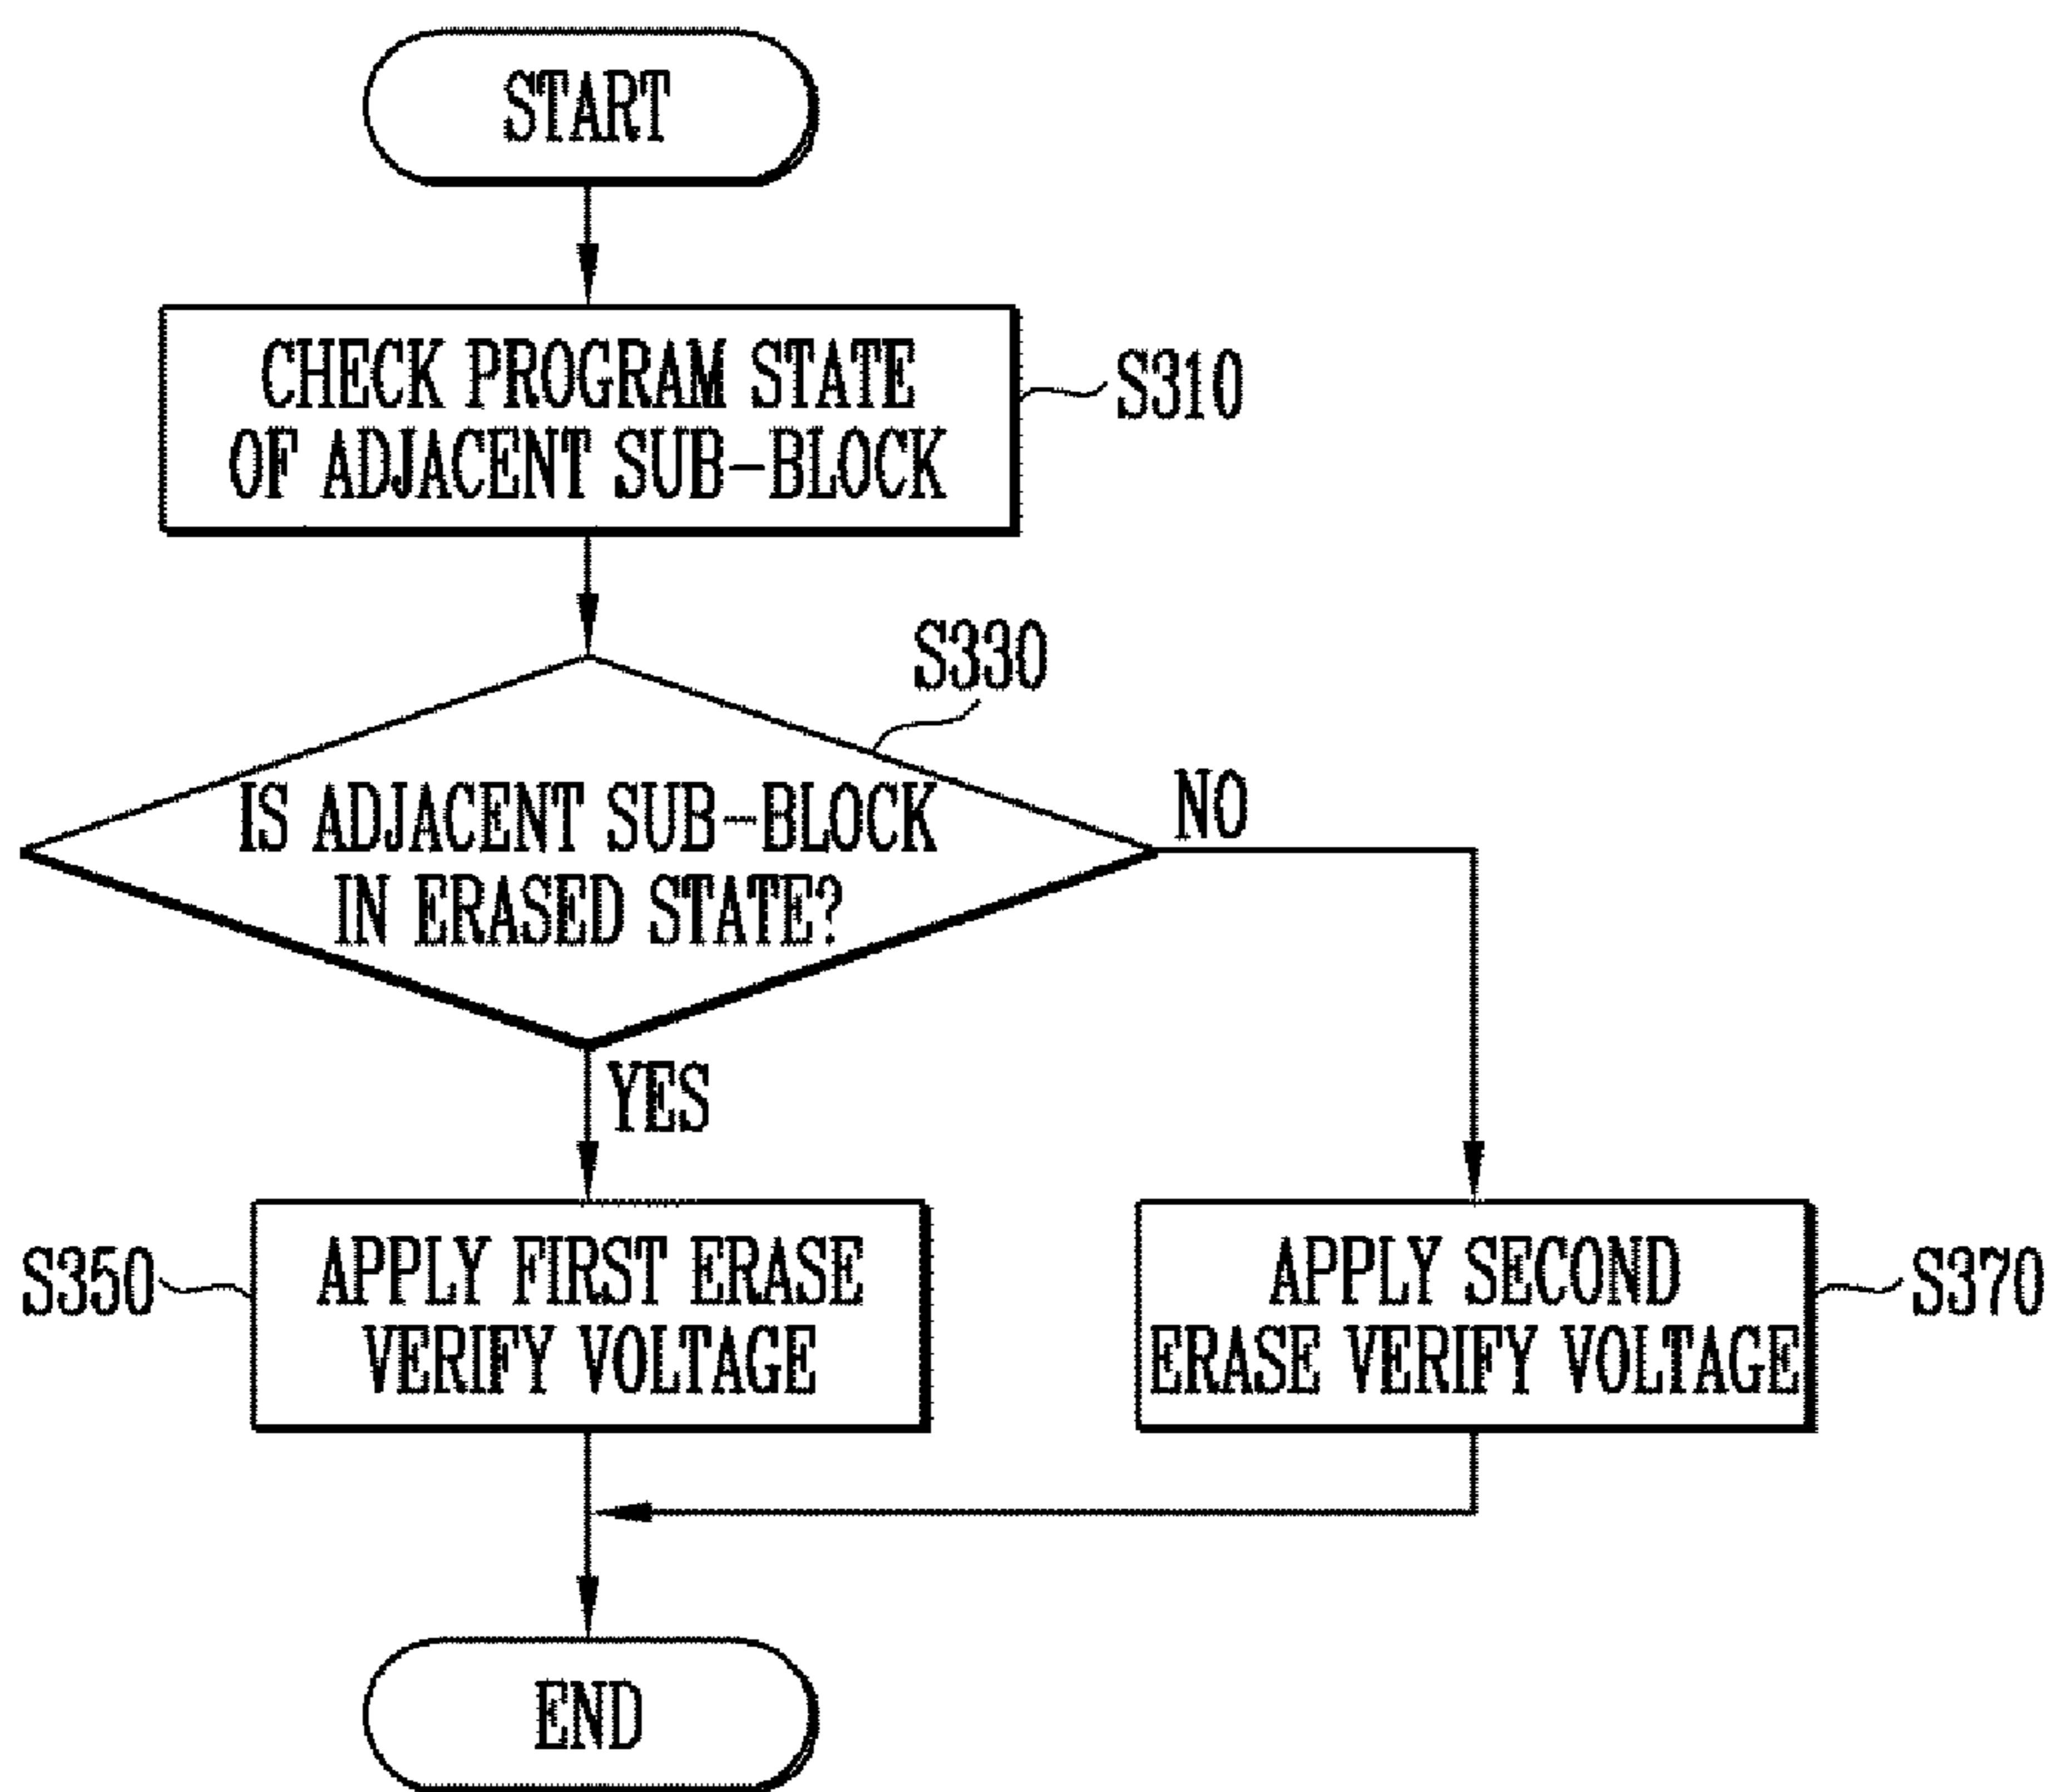 START
CHECK PROGRAM STATE
OF ADJACENT SUB-BLOCK
S310
S330
IS ADJACENT SUB-BLOCK
IN ERASED STATE?
NO
YES
S350
APPLY FIRST ERASE
VERIFY VOLTAGE
APPLY SECOND
ERASE VERIFY VOLTAGE
S370
END